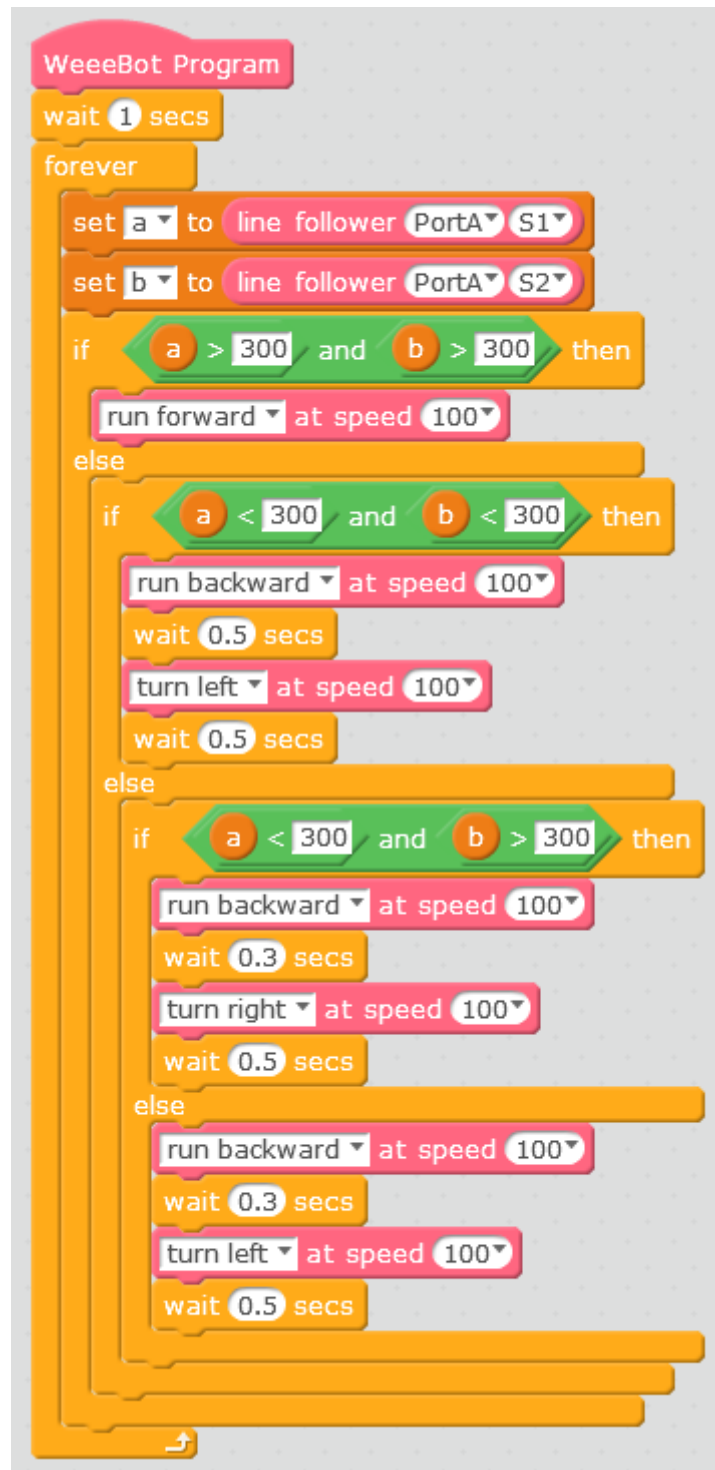 WeeeBot Program
wait 1 secs
forever
set a to line follower PortA S1
set b to line follower PortA S2
if a > 300 and b > 300 then
run forward at speed 100
else
if a < 300 and b < 300 then
run backward at speed 100
wait 0.5 secs
turn left at speed 100
wait 0.5 secs
else
if a < 300 and b > 300 then
run backward at speed 100
wait 0.3 secs
turn right at speed 100
wait 0.5 secs
else
run backward at speed 100
wait 0.3 secs
turn left at speed 100
wait 0.5 secs